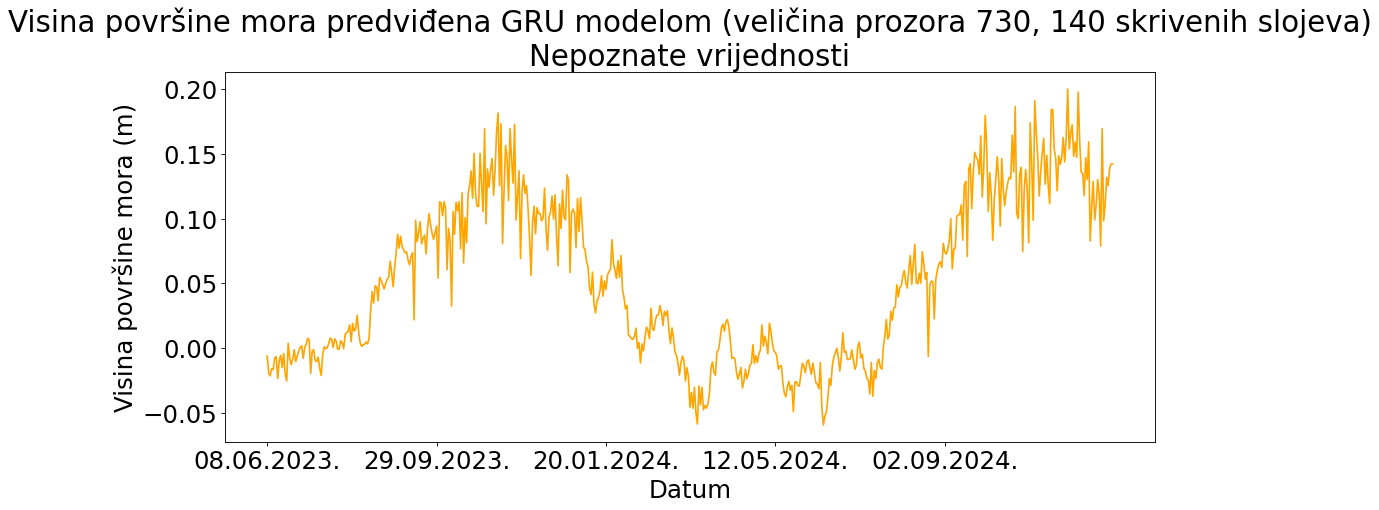 Visina površine mora predviđena GRU modelom (veličina prozora 730, 140 skrivenih slojeva)
Nepoznate vrijednosti
Visina površine mora (m)
0.20
0.15
0.10
0.05
0.00
−0.05
08.06.2023. 29.09.2023. 20.01.2024. 12.05.2024. 02.09.2024.
Datum